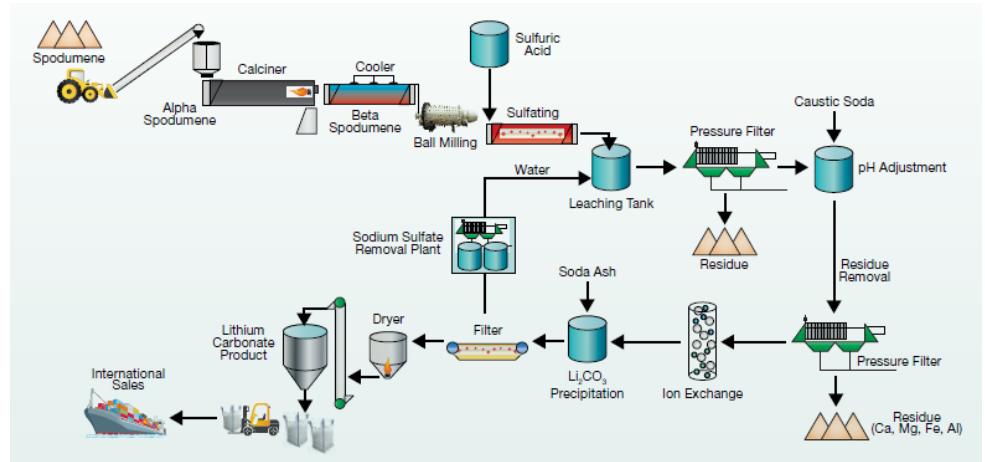 Spodumene
Alpha
Spodumene
Calciner
Cooler
Beta
Spodumene
Ball Milling
Sulfuric
Acid
Sulfating
Water
Leaching Tank
Pressure Filter
Residue
Caustic Soda
pH Adjustment
Residue
Removal
Pressure Filter
Residue
(Ca, Mg, Fe, Al)
Ion Exchange
Soda Ash
Li₂CO₃
Precipitation
Filter
Sodium Sulfate
Removal Plant
Dryer
Lithium
Carbonate
Product
International
Sales